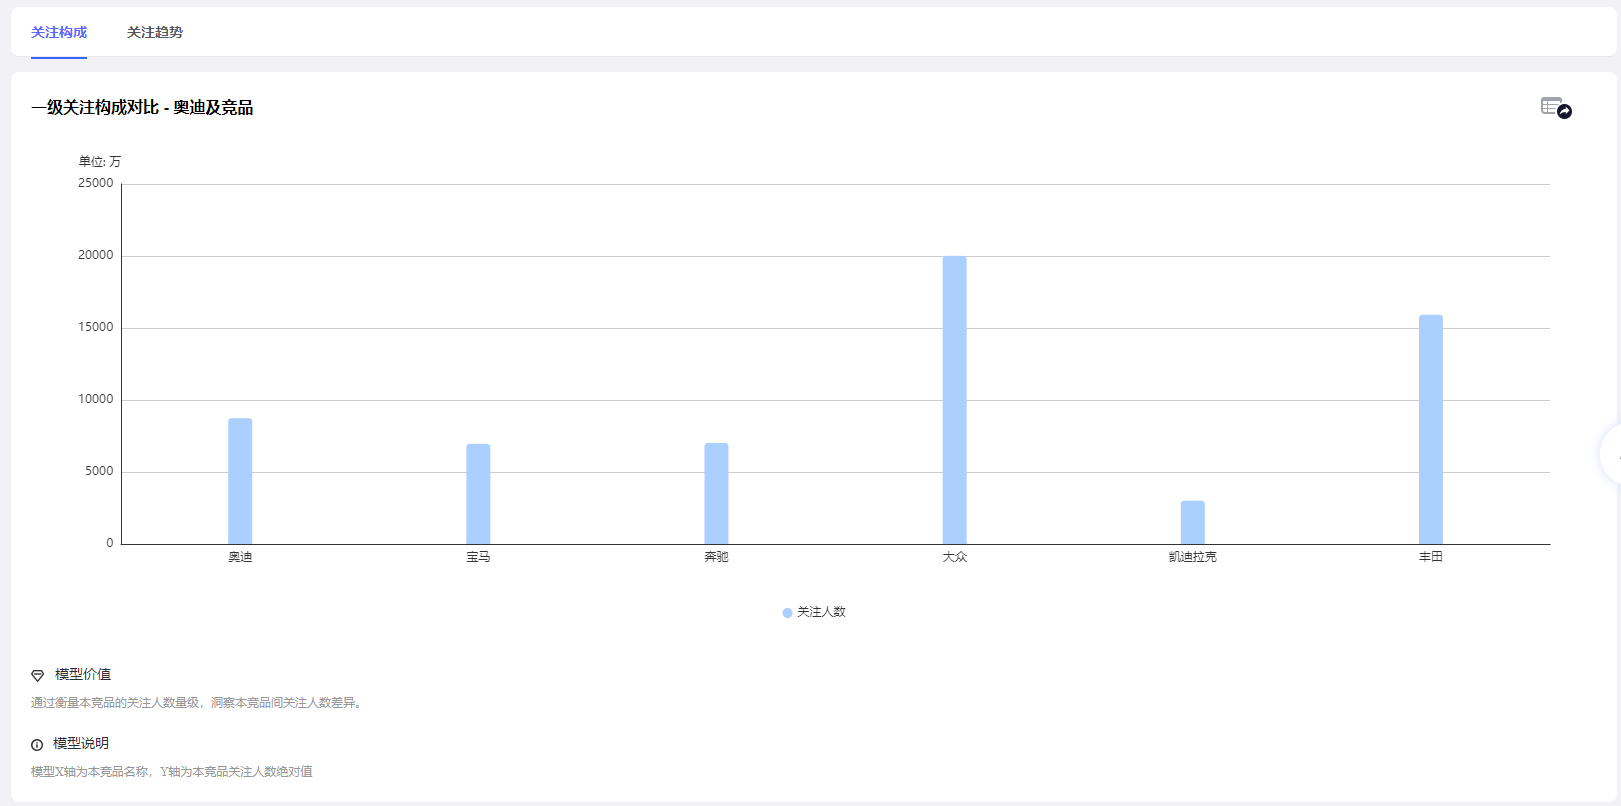 关注构成 关注趋势
一级关注构成对比 - 奥迪及竞品
单位: 万
25000
20000
15000
10000
5000
0
奥迪 宝马 奔驰 大众 凯迪拉克 丰田
关注人数
模型价值
通过衡量本竞品的关注人数量级，洞察本竞品间关注人数差异。
模型说明
模型X轴为本竞品名称，Y轴为本竞品关注人数绝对值